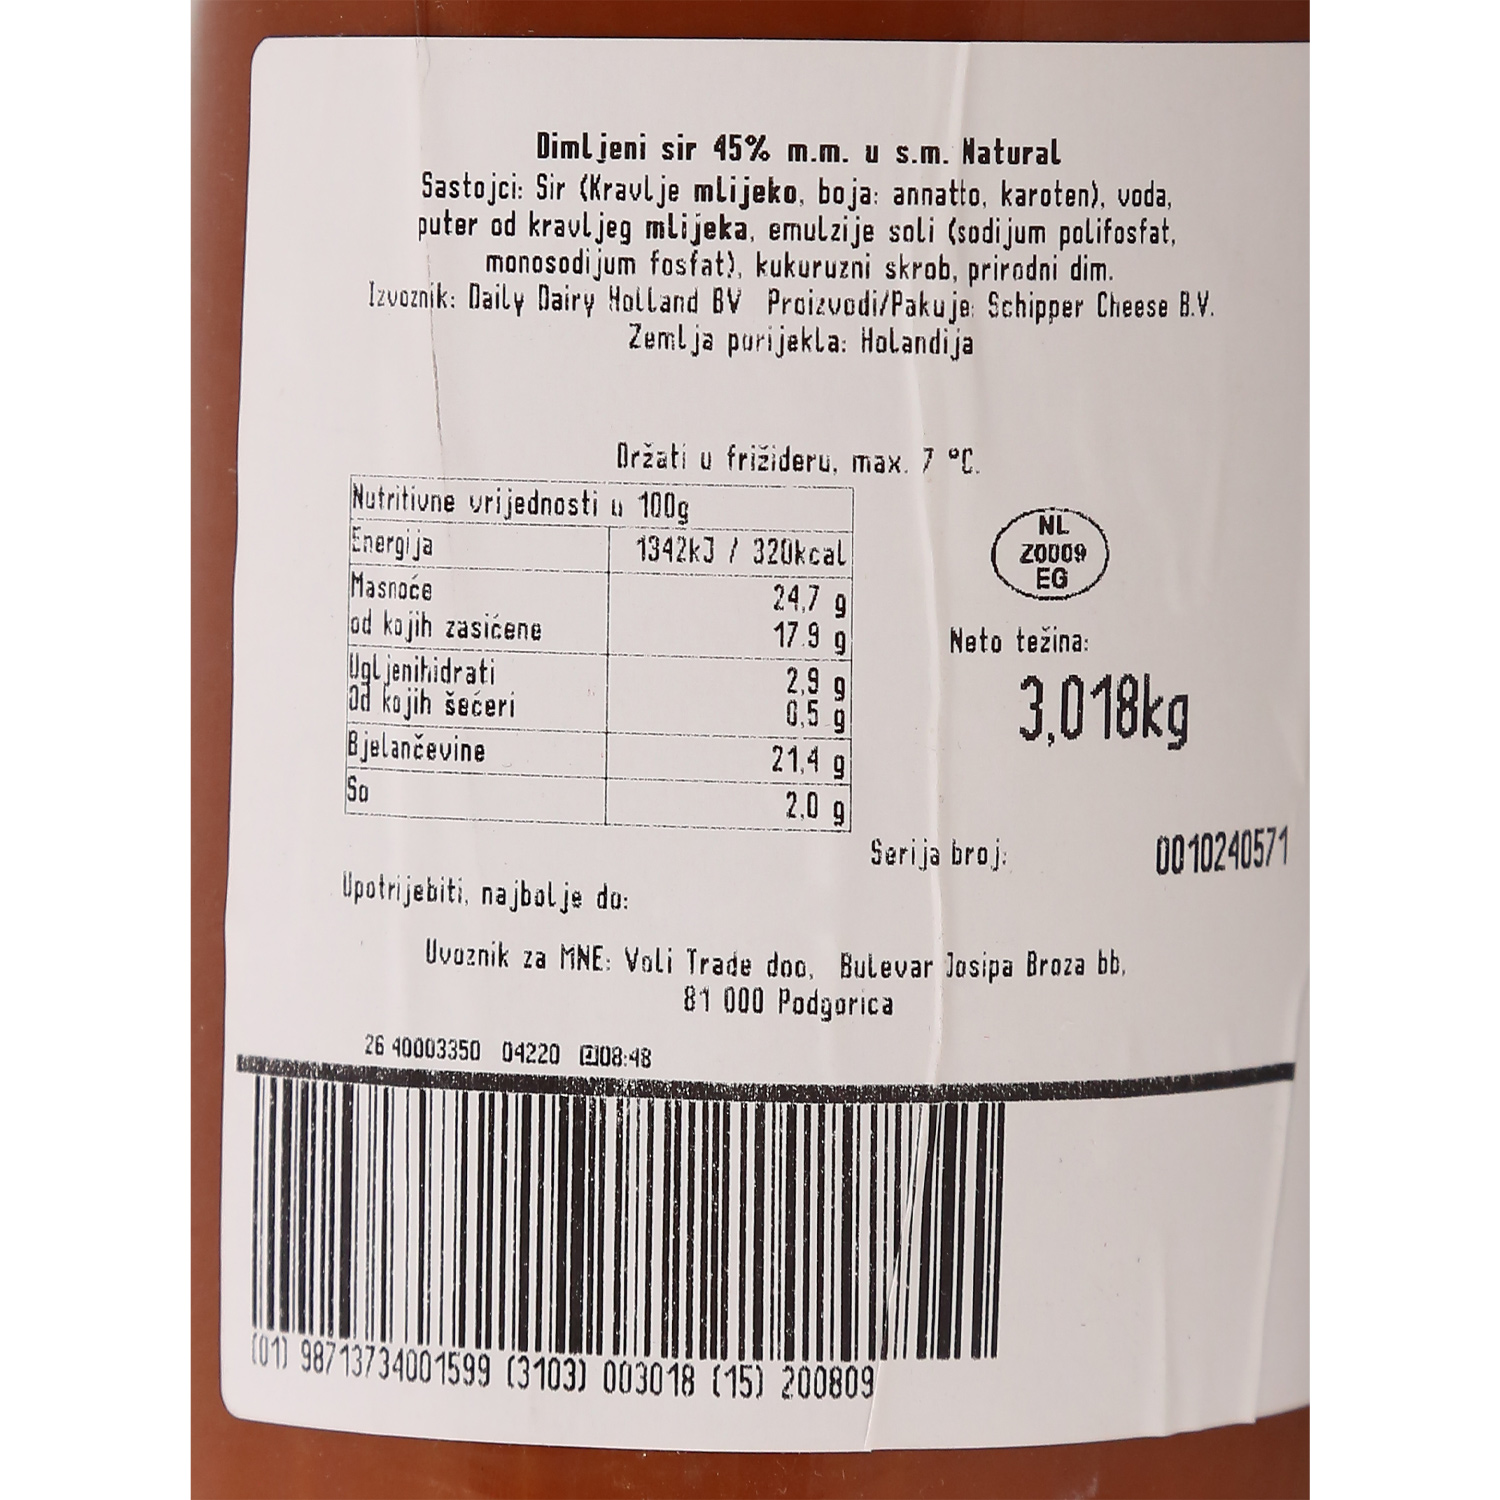 Dimljeni sir 45% m.m. u s.m. Natural
Sastojci: Sir (Kravlje mlijeko, boja: annatto, karoten), voda,
puter od kravljeg mlijeka, emulzije soli (sodijum polifosfat,
monosodijum fosfat), kukuruzni skrob, prirodni dim.
Izvoznik: Daily Dairy Holland BV Proizvodi/Pakuje: Schipper Cheese B.V.
Zemlja porijekla: Holandija
Držati u frižideru, max. 7 °C.
Nutritivne vrijednosti u 100g
Energija 1342kJ / 320kcal
Masnoće 24,7 g
od kojih zasićene 17.9 g
Ugljenihidrati 2,9 g
Od kojih šećeri 0,5 g
Bjelančevine 21,4 g
So 2,0 g
NL
Z0009
EG
Neto težina:
3,018kg
Serija broj: 0010240571
Upotrijebiti, najbolje do:
Uvoznik za MNE: Voli Trade doo, Bulevar Josipa Broza bb,
81 000 Podgorica
26 40003350 04220 08:48
(01) 98713734001599 (3103) 003018 (15) 200809